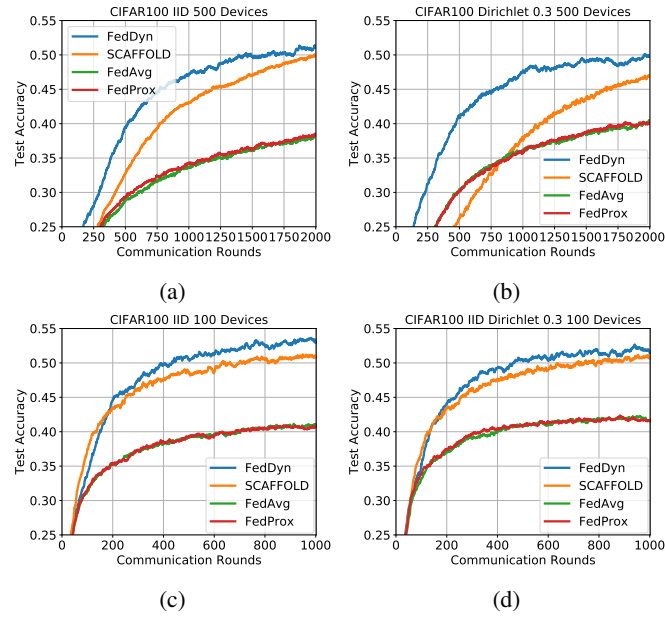 CIFAR100 IID 500 Devices
0.55
0.50
0.45
0.40
0.35
0.30
0.25
Test Accuracy
FedDyn
SCAFFOLD
FedAvg
FedProx
0 250 500 750 1000 1250 1500 1750 2000
Communication Rounds
(a)
CIFAR100 Dirichlet 0.3 500 Devices
0.55
0.50
0.45
0.40
0.35
0.30
0.25
Test Accuracy
FedDyn
SCAFFOLD
FedAvg
FedProx
0 250 500 750 1000 1250 1500 1750 2000
Communication Rounds
(b)
CIFAR100 IID 100 Devices
0.55
0.50
0.45
0.40
0.35
0.30
0.25
Test Accuracy
FedDyn
SCAFFOLD
FedAvg
FedProx
0 200 400 600 800 1000
Communication Rounds
(c)
CIFAR100 IID Dirichlet 0.3 100 Devices
0.55
0.50
0.45
0.40
0.35
0.30
0.25
Test Accuracy
FedDyn
SCAFFOLD
FedAvg
FedProx
0 200 400 600 800 1000
Communication Rounds
(d)